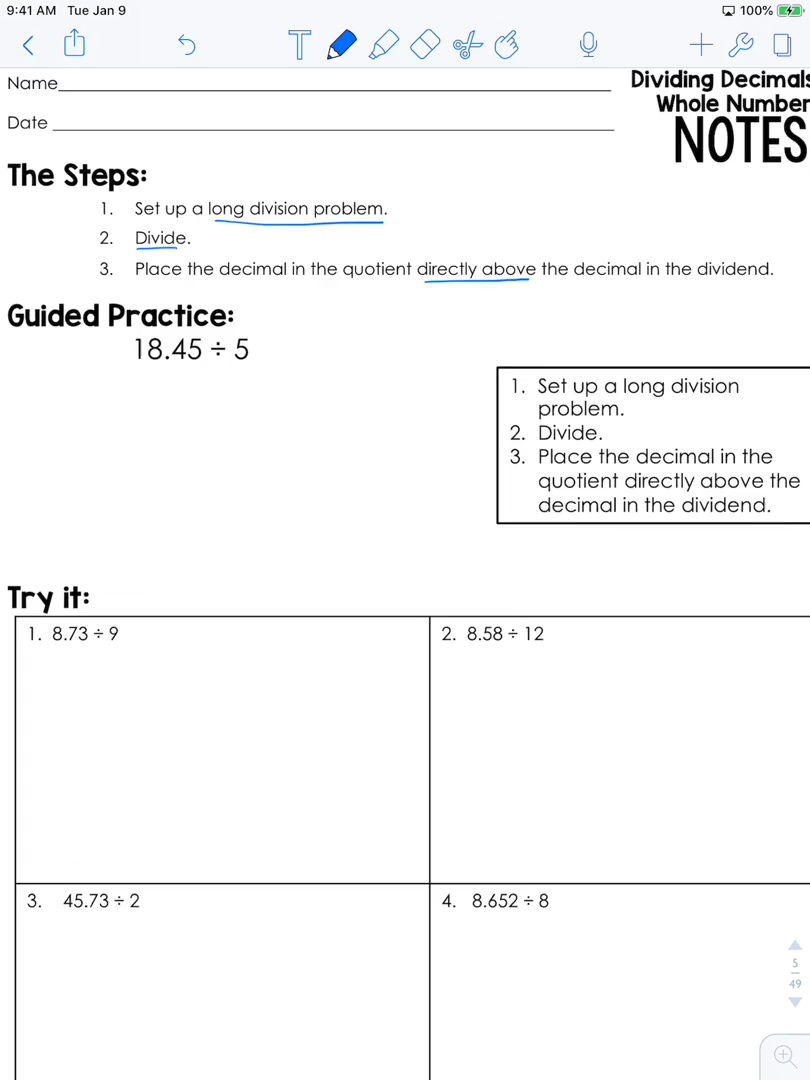 9:41 AM Tue Jan 9
100%
Name
Dividing Decimals
Whole Number
Date
NOTES
The Steps:
1. Set up a long division problem.
2. Divide.
3. Place the decimal in the quotient directly above the decimal in the dividend.
Guided Practice:
18.45 ÷ 5
1. Set up a long division
problem.
2. Divide.
3. Place the decimal in the
quotient directly above the
decimal in the dividend.
Try it:
1. 8.73 ÷ 9
2. 8.58 ÷ 12
3. 45.73 ÷ 2
4. 8.652 ÷ 8
5
49